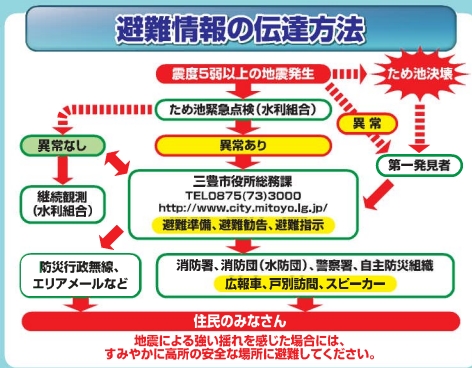 避難情報の伝達方法
震度5弱以上の地震発生
ため池決壊
ため池緊急点検(水利組合)
異常
異常なし
異常あり
第一発見者
継続観測
(水利組合)
三豊市役所総務課
TEL0875(73)3000
http://www.city.mitoyo.lg.jp/
避難準備、避難勧告、避難指示
防災行政無線、
エリアメールなど
消防署、消防団(水防団)、警察署、自主防災組織
広報車、戸別訪問、スピーカー
住民のみなさん
地震による強い揺れを感じた場合には、
すみやかに高所の安全な場所に避難してください。